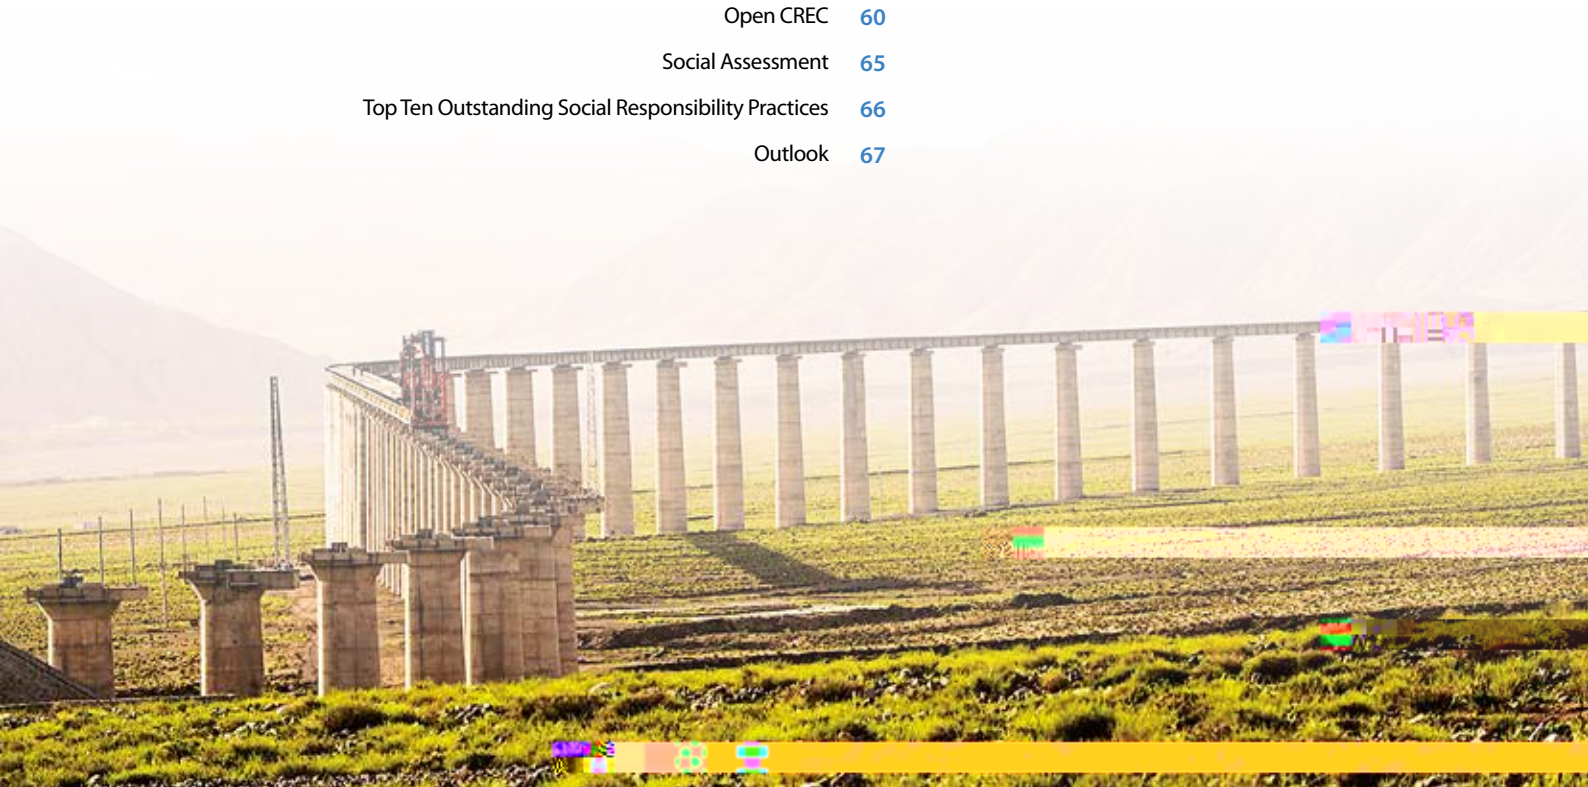 Open CREC 60
Social Assessment 65
Top Ten Outstanding Social Responsibility Practices 66
Outlook 67